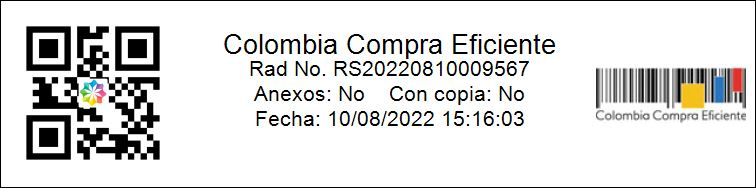 Colombia Compra Eficiente
Rad No. RS20220810009567
Anexos: No    Con copia: No
Fecha: 10/08/2022 15:16:03
Colombia Compra Eficiente